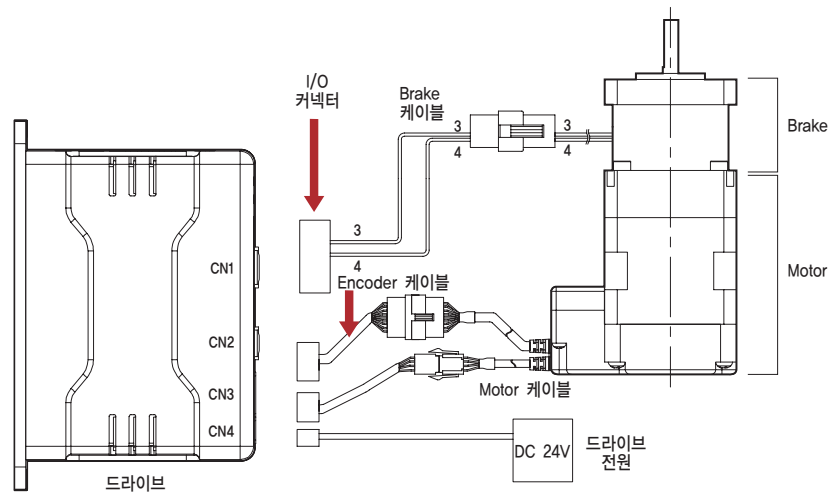 I/O
커넥터
Brake
케이블
3
4
3
4
Brake
3
4
CN1
Encoder 케이블
Motor
CN2
CN3
Motor 케이블
CN4
DC 24V
드라이브
전원
드라이브